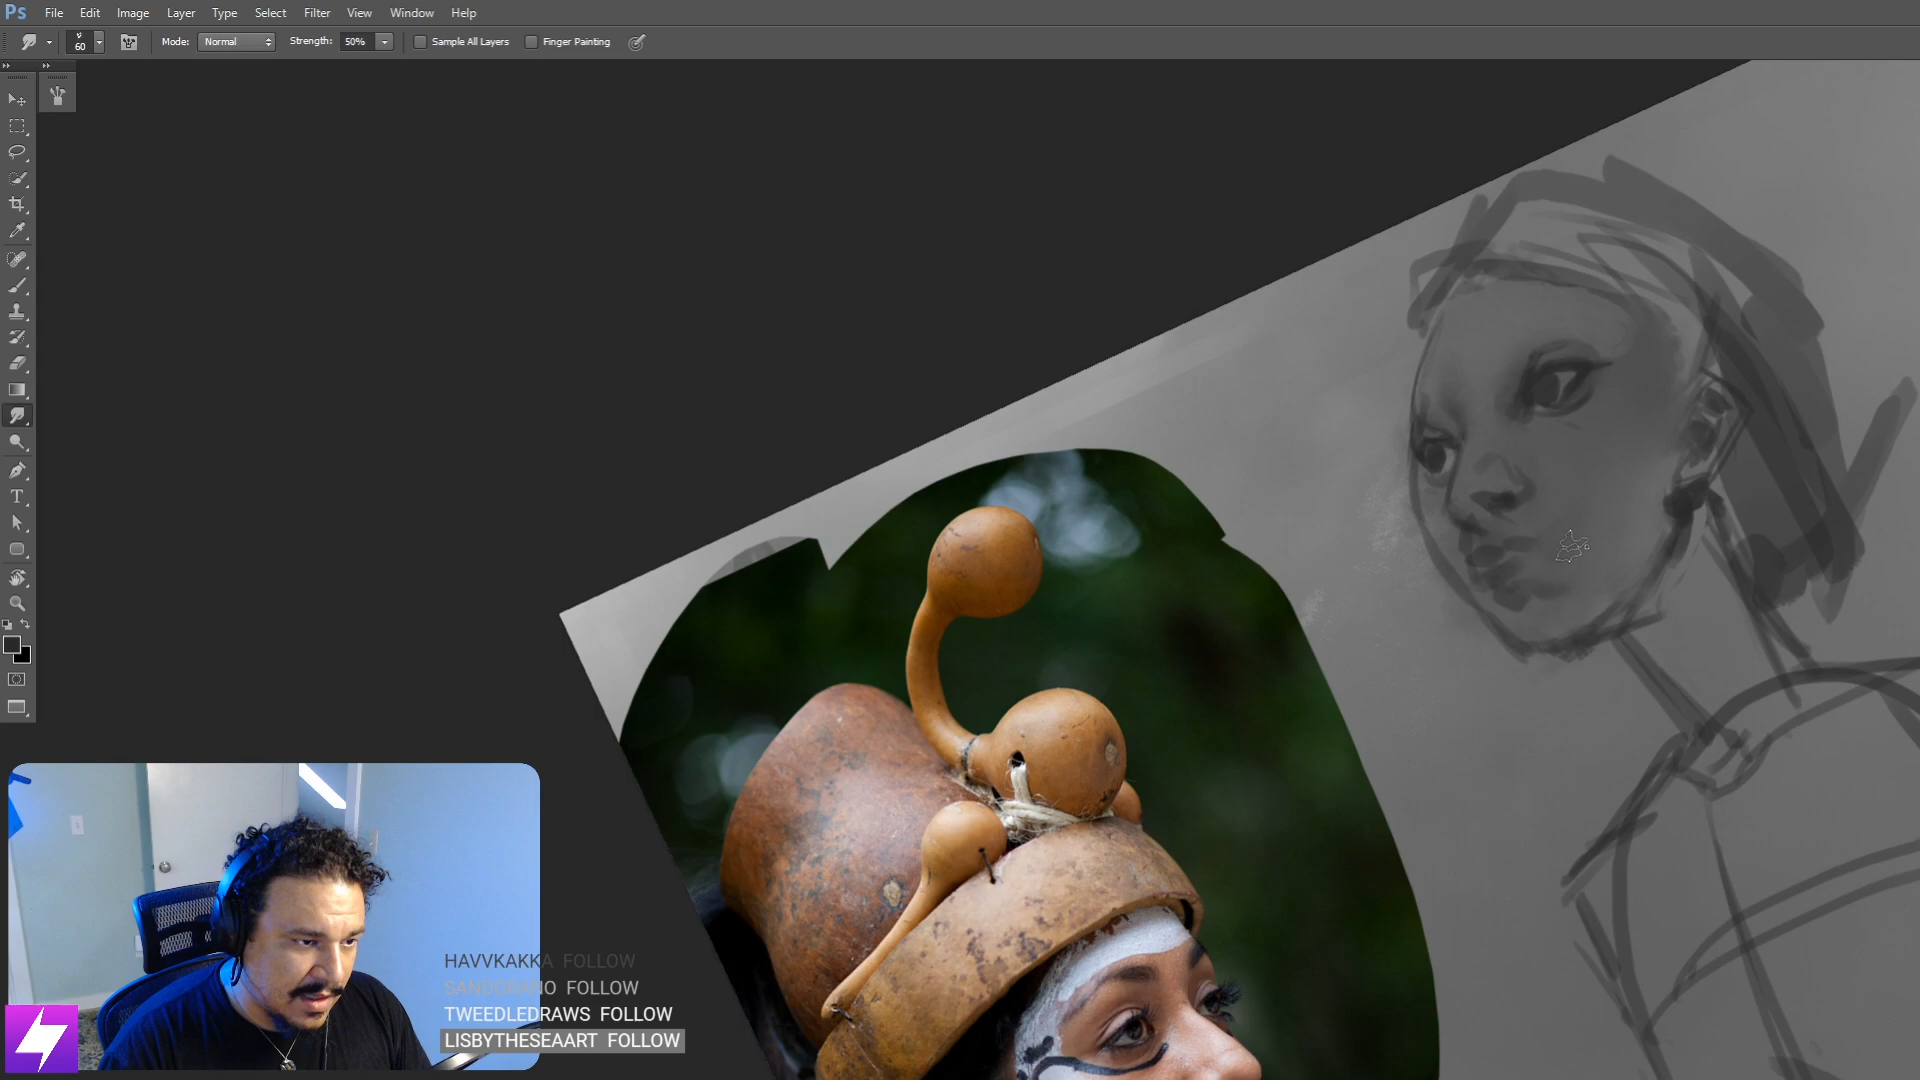 Ps File Edit Image Layer Type Select Filter View Window Help
60 Mode: Normal Strength: 50% Sample All Layers Finger Painting
T
HAVVKAKKA FOLLOW
SANDORANO FOLLOW
TWEEDLEDRAWS FOLLOW
LISBYTHESEAART FOLLOW